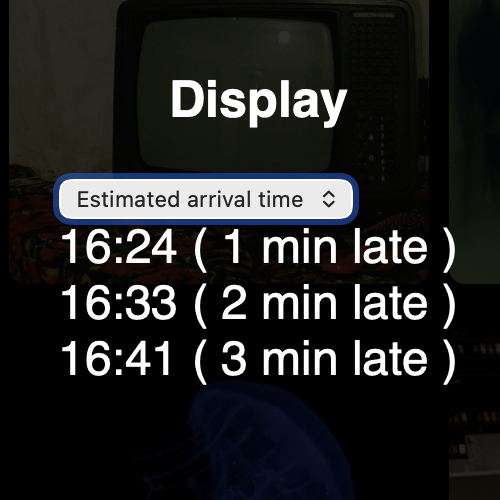 Display
Estimated arrival time
16:24 ( 1 min late )
16:33 ( 2 min late )
16:41 ( 3 min late )